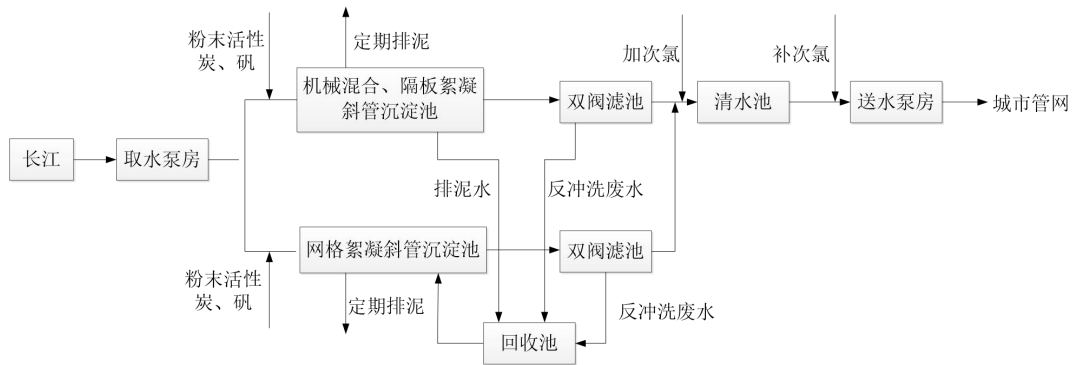 粉末活性
炭、矾
定期排泥
机械混合、隔板絮凝
斜管沉淀池
加次氯
补次氯
双阀滤池
清水池
送水泵房
城市管网
长江
取水泵房
排泥水
反冲洗废水
网格絮凝斜管沉淀池
双阀滤池
粉末活性
炭、矾
定期排泥
反冲洗废水
回收池